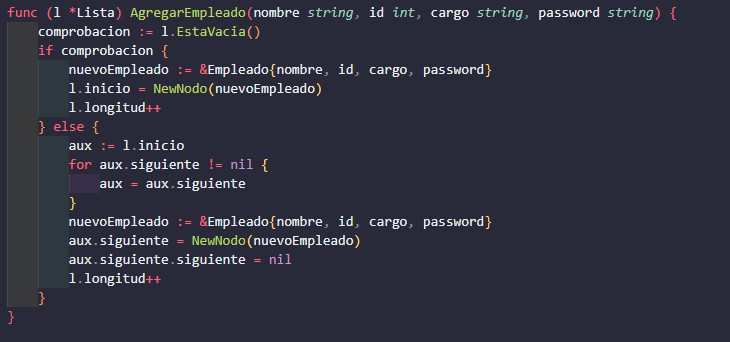 func (l *Lista) AgregarEmpleado(nombre string, id int, cargo string, password string) {
    comprobacion := l.EstaVacia()
    if comprobacion {
        nuevoEmpleado := &Empleado{nombre, id, cargo, password}
        l.inicio = NewNodo(nuevoEmpleado)
        l.longitud++
    } else {
        aux := l.inicio
        for aux.siguiente != nil {
            aux = aux.siguiente
        }
        nuevoEmpleado := &Empleado{nombre, id, cargo, password}
        aux.siguiente = NewNodo(nuevoEmpleado)
        aux.siguiente.siguiente = nil
        l.longitud++
    }
}